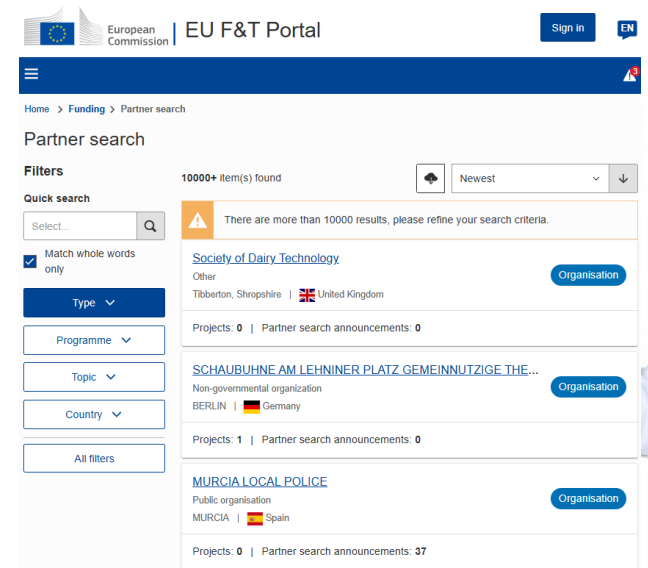 European
Commission
EU F&T Portal
Sign in
EN
3
Home > Funding > Partner search
Partner search
Filters
Quick search
Select...
Match whole words
only
Type
Programme
Topic
Country
All filters
10000+ item(s) found
Newest
There are more than 10000 results, please refine your search criteria.
Society of Dairy Technology
Other
Tibberton, Shropshire | United Kingdom
Organisation
Projects: 0 | Partner search announcements: 0
SCHAUBUHNE AM LEHNINER PLATZ GEMEINNUTZIGE THE...
Non-governmental organization
BERLIN | Germany
Organisation
Projects: 1 | Partner search announcements: 0
MURCIA LOCAL POLICE
Public organisation
MURCIA | Spain
Organisation
Projects: 0 | Partner search announcements: 37